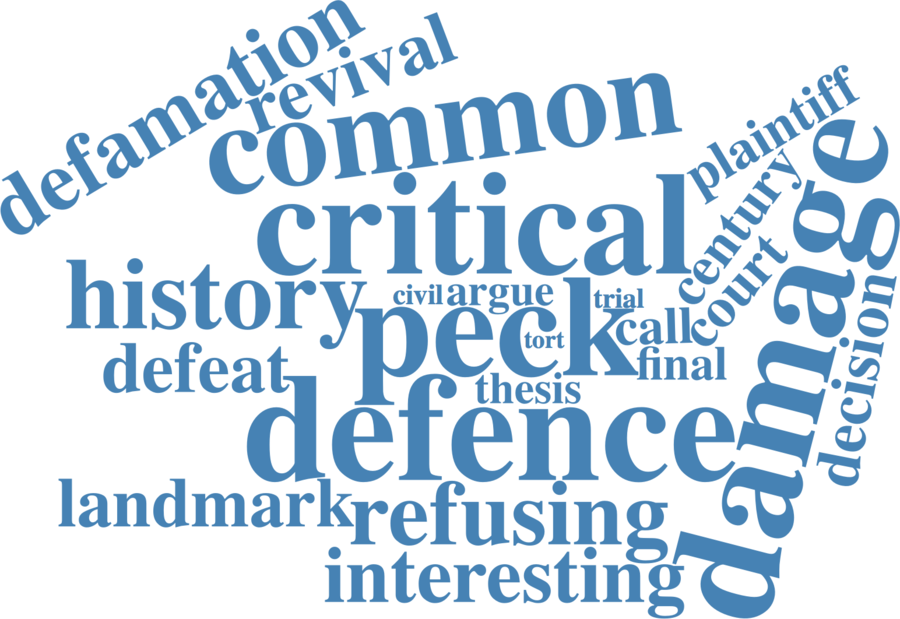 defamation
revival
common
plaintiff
critical
century
damage
history
civil
argue
trial
court
peck
call
tort
decision
defeat
final
thesis
defence
landmark
refusing
interesting